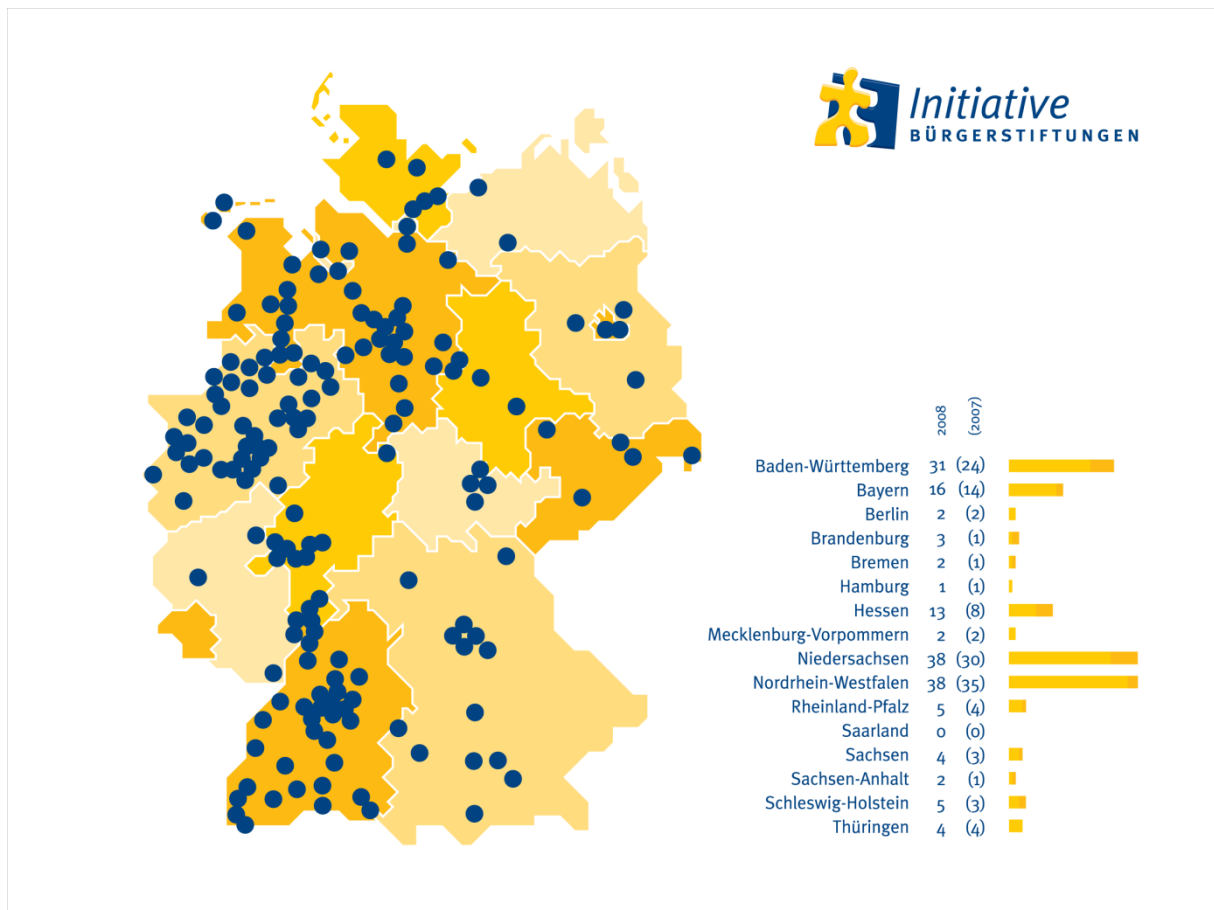 Initiative
BÜRGERSTIFTUNGEN
2008 (2007)
Baden-Württemberg 31 (24)
Bayern 16 (14)
Berlin 2 (2)
Brandenburg 3 (1)
Bremen 2 (1)
Hamburg 1 (1)
Hessen 13 (8)
Mecklenburg-Vorpommern 2 (2)
Niedersachsen 38 (30)
Nordrhein-Westfalen 38 (35)
Rheinland-Pfalz 5 (4)
Saarland 0 (0)
Sachsen 4 (3)
Sachsen-Anhalt 2 (1)
Schleswig-Holstein 5 (3)
Thüringen 4 (4)